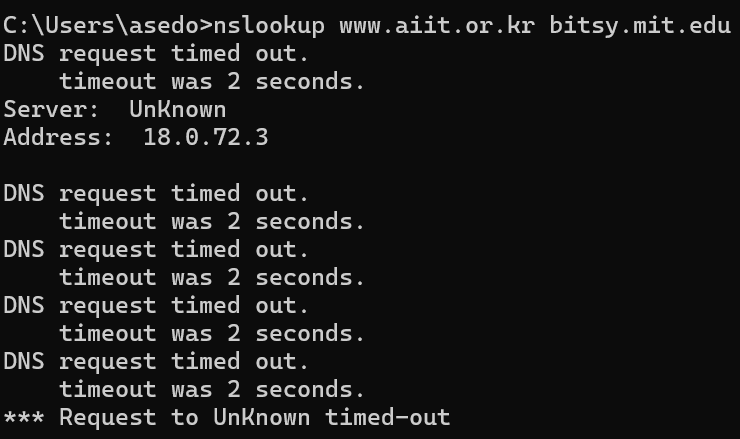 C:\Users\asedo>nslookup www.aiit.or.kr bitsy.mit.edu
DNS request timed out.
    timeout was 2 seconds.
Server:  UnKnown
Address:  18.0.72.3

DNS request timed out.
    timeout was 2 seconds.
DNS request timed out.
    timeout was 2 seconds.
DNS request timed out.
    timeout was 2 seconds.
DNS request timed out.
    timeout was 2 seconds.
*** Request to UnKnown timed-out